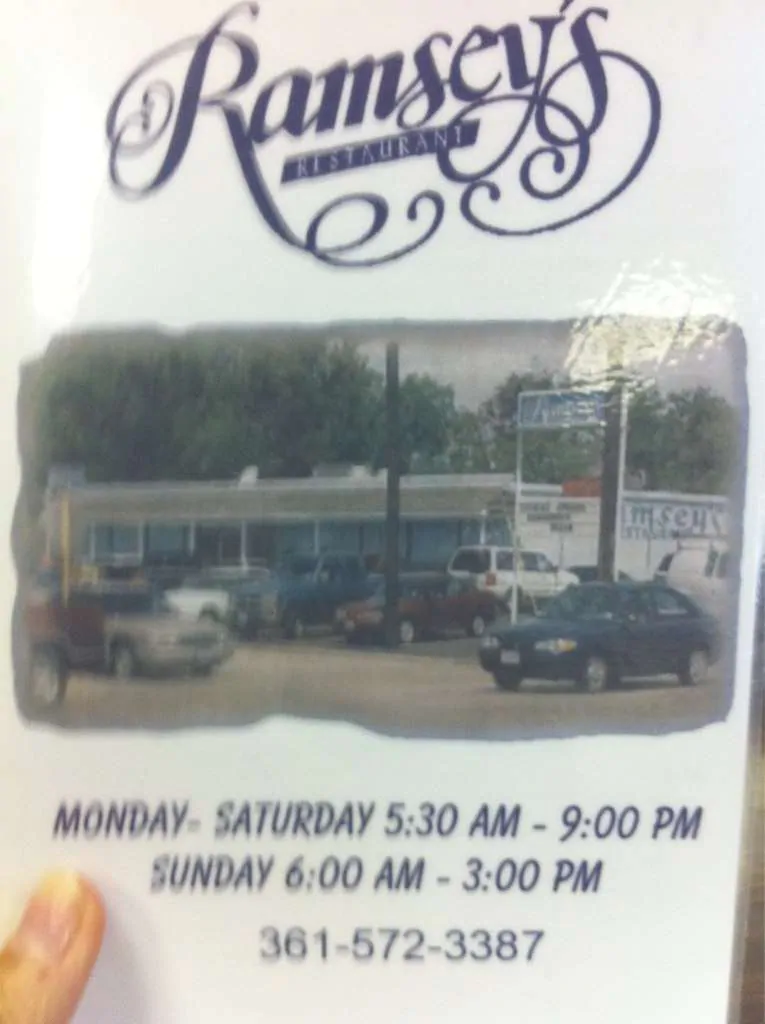 Ramsey's
RESTAURANT
MONDAY- SATURDAY 5:30 AM - 9:00 PM
SUNDAY 6:00 AM - 3:00 PM
361-572-3387